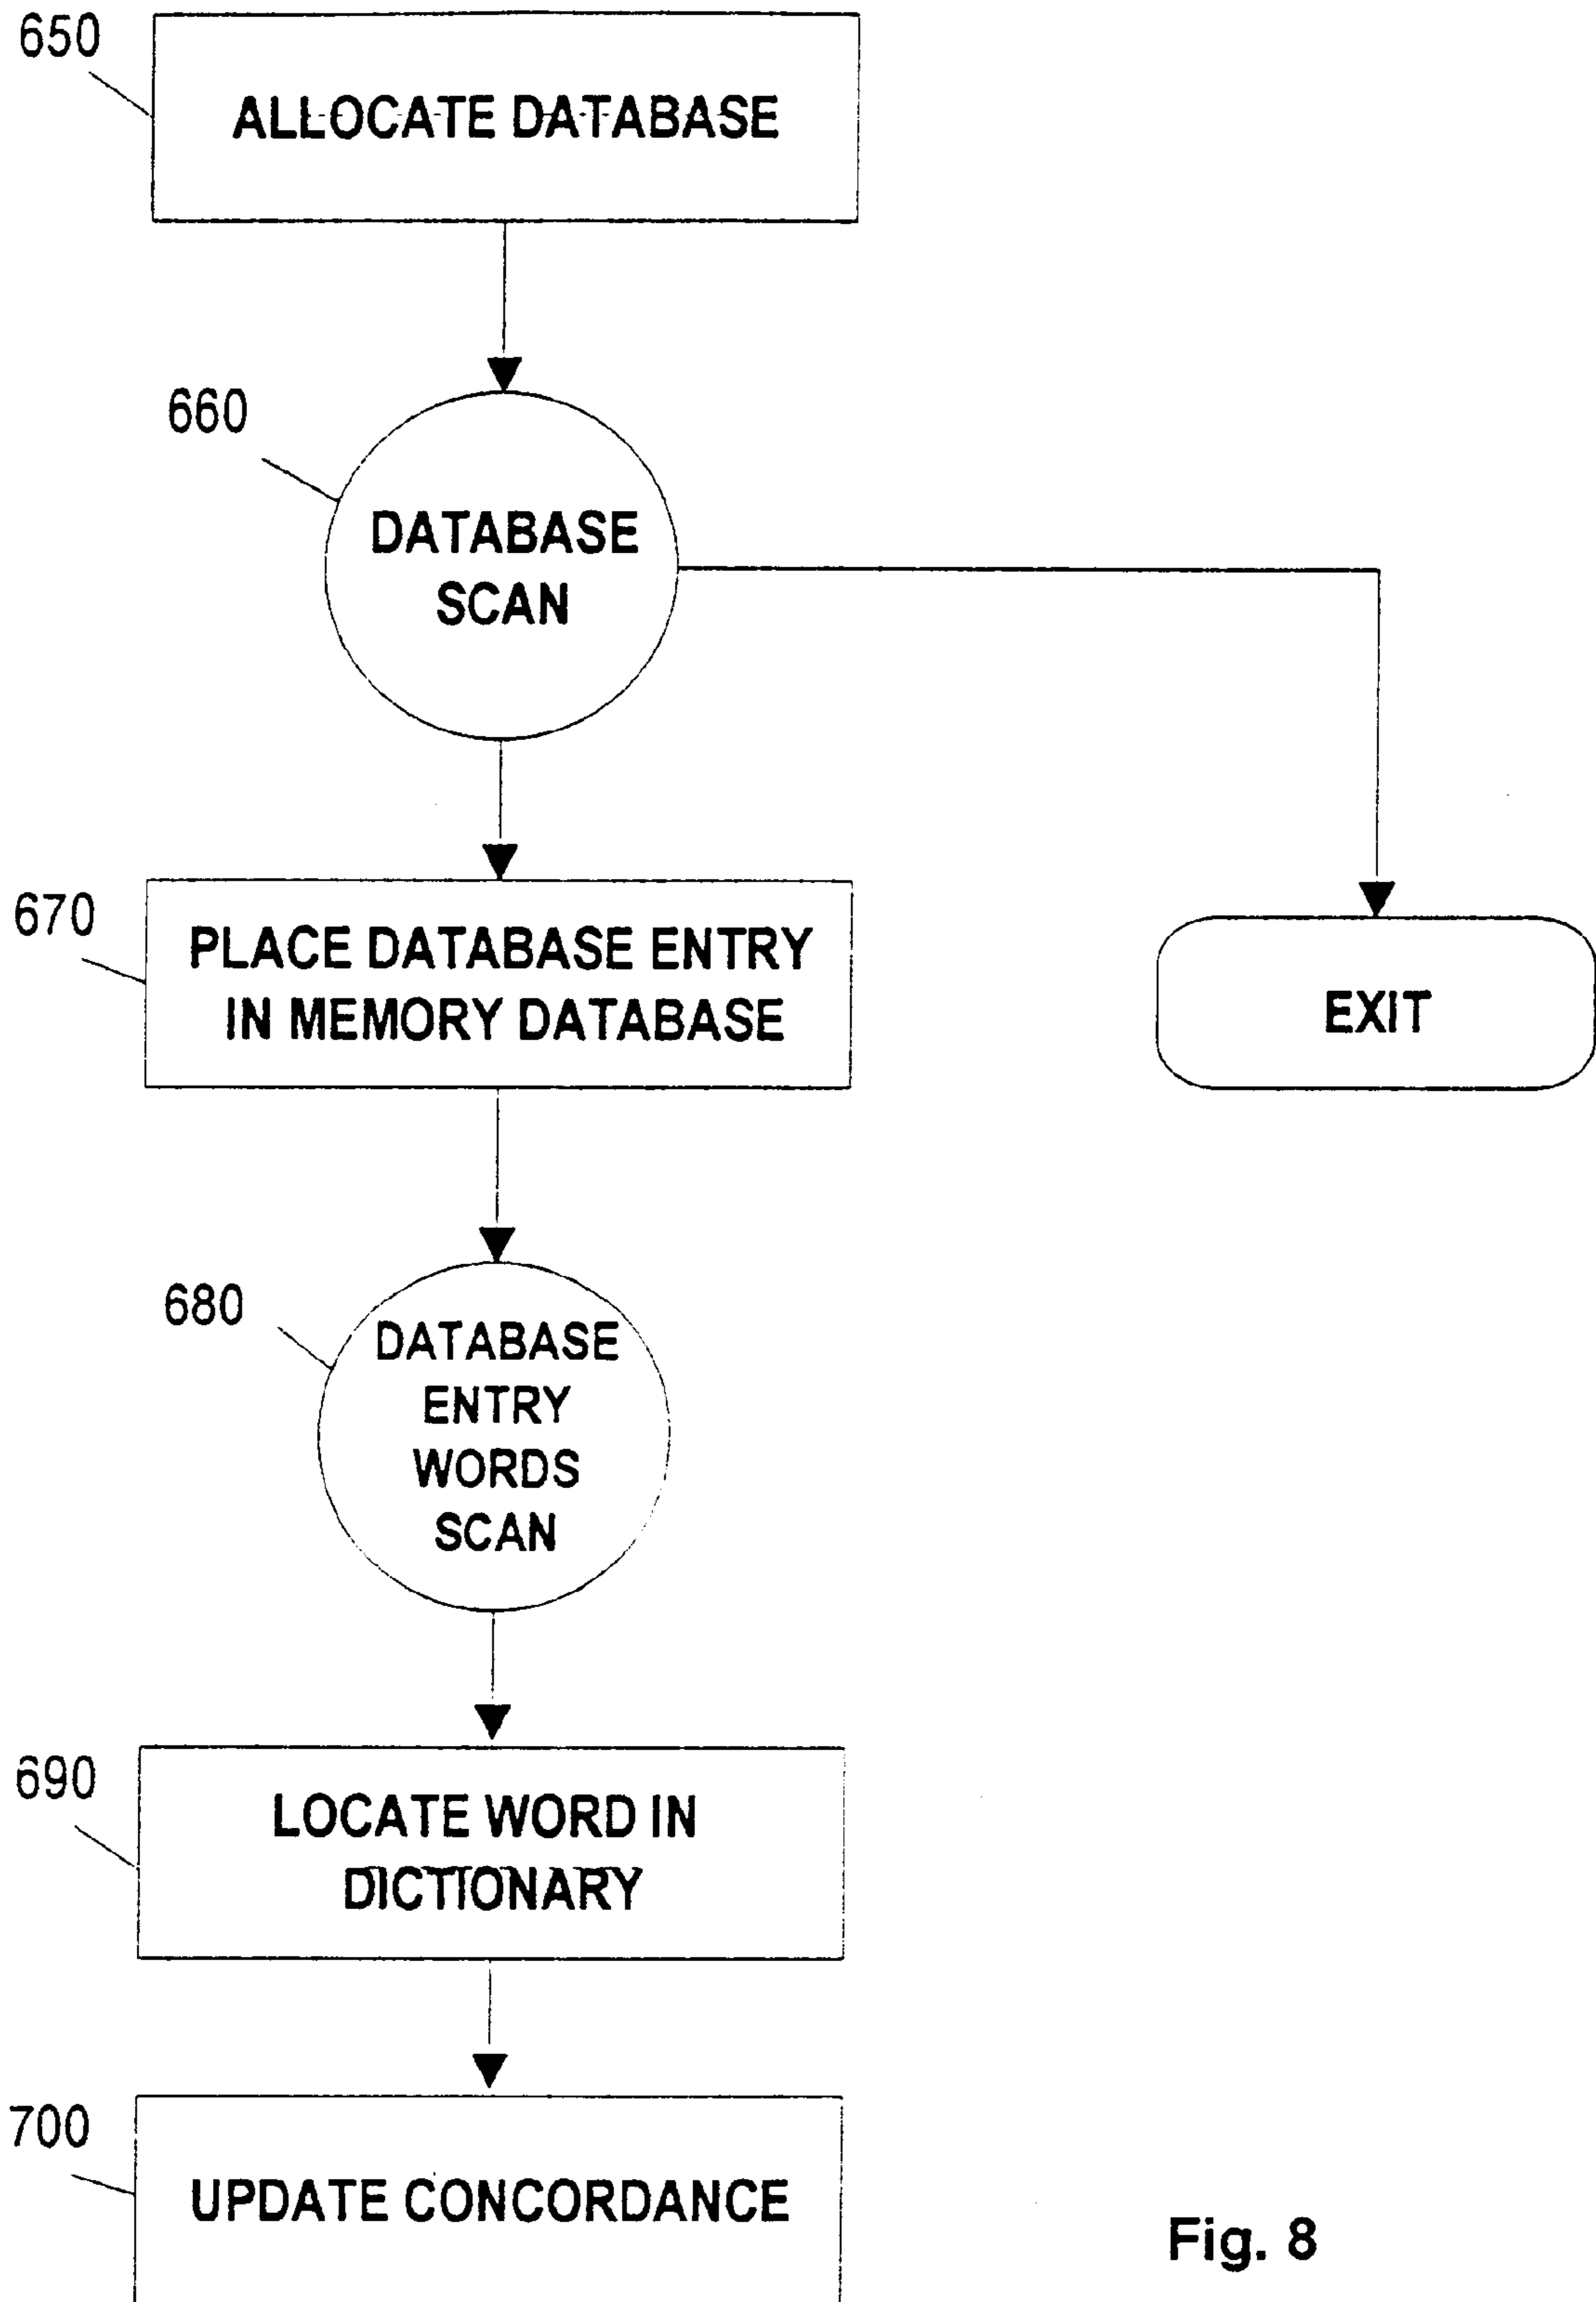 650
ALLOCATE DATABASE
660
DATABASE
SCAN
670
PLACE DATABASE ENTRY
IN MEMORY DATABASE
EXIT
680
DATABASE
ENTRY
WORDS
SCAN
690
LOCATE WORD IN
DICTIONARY
700
UPDATE CONCORDANCE
Fig. 8